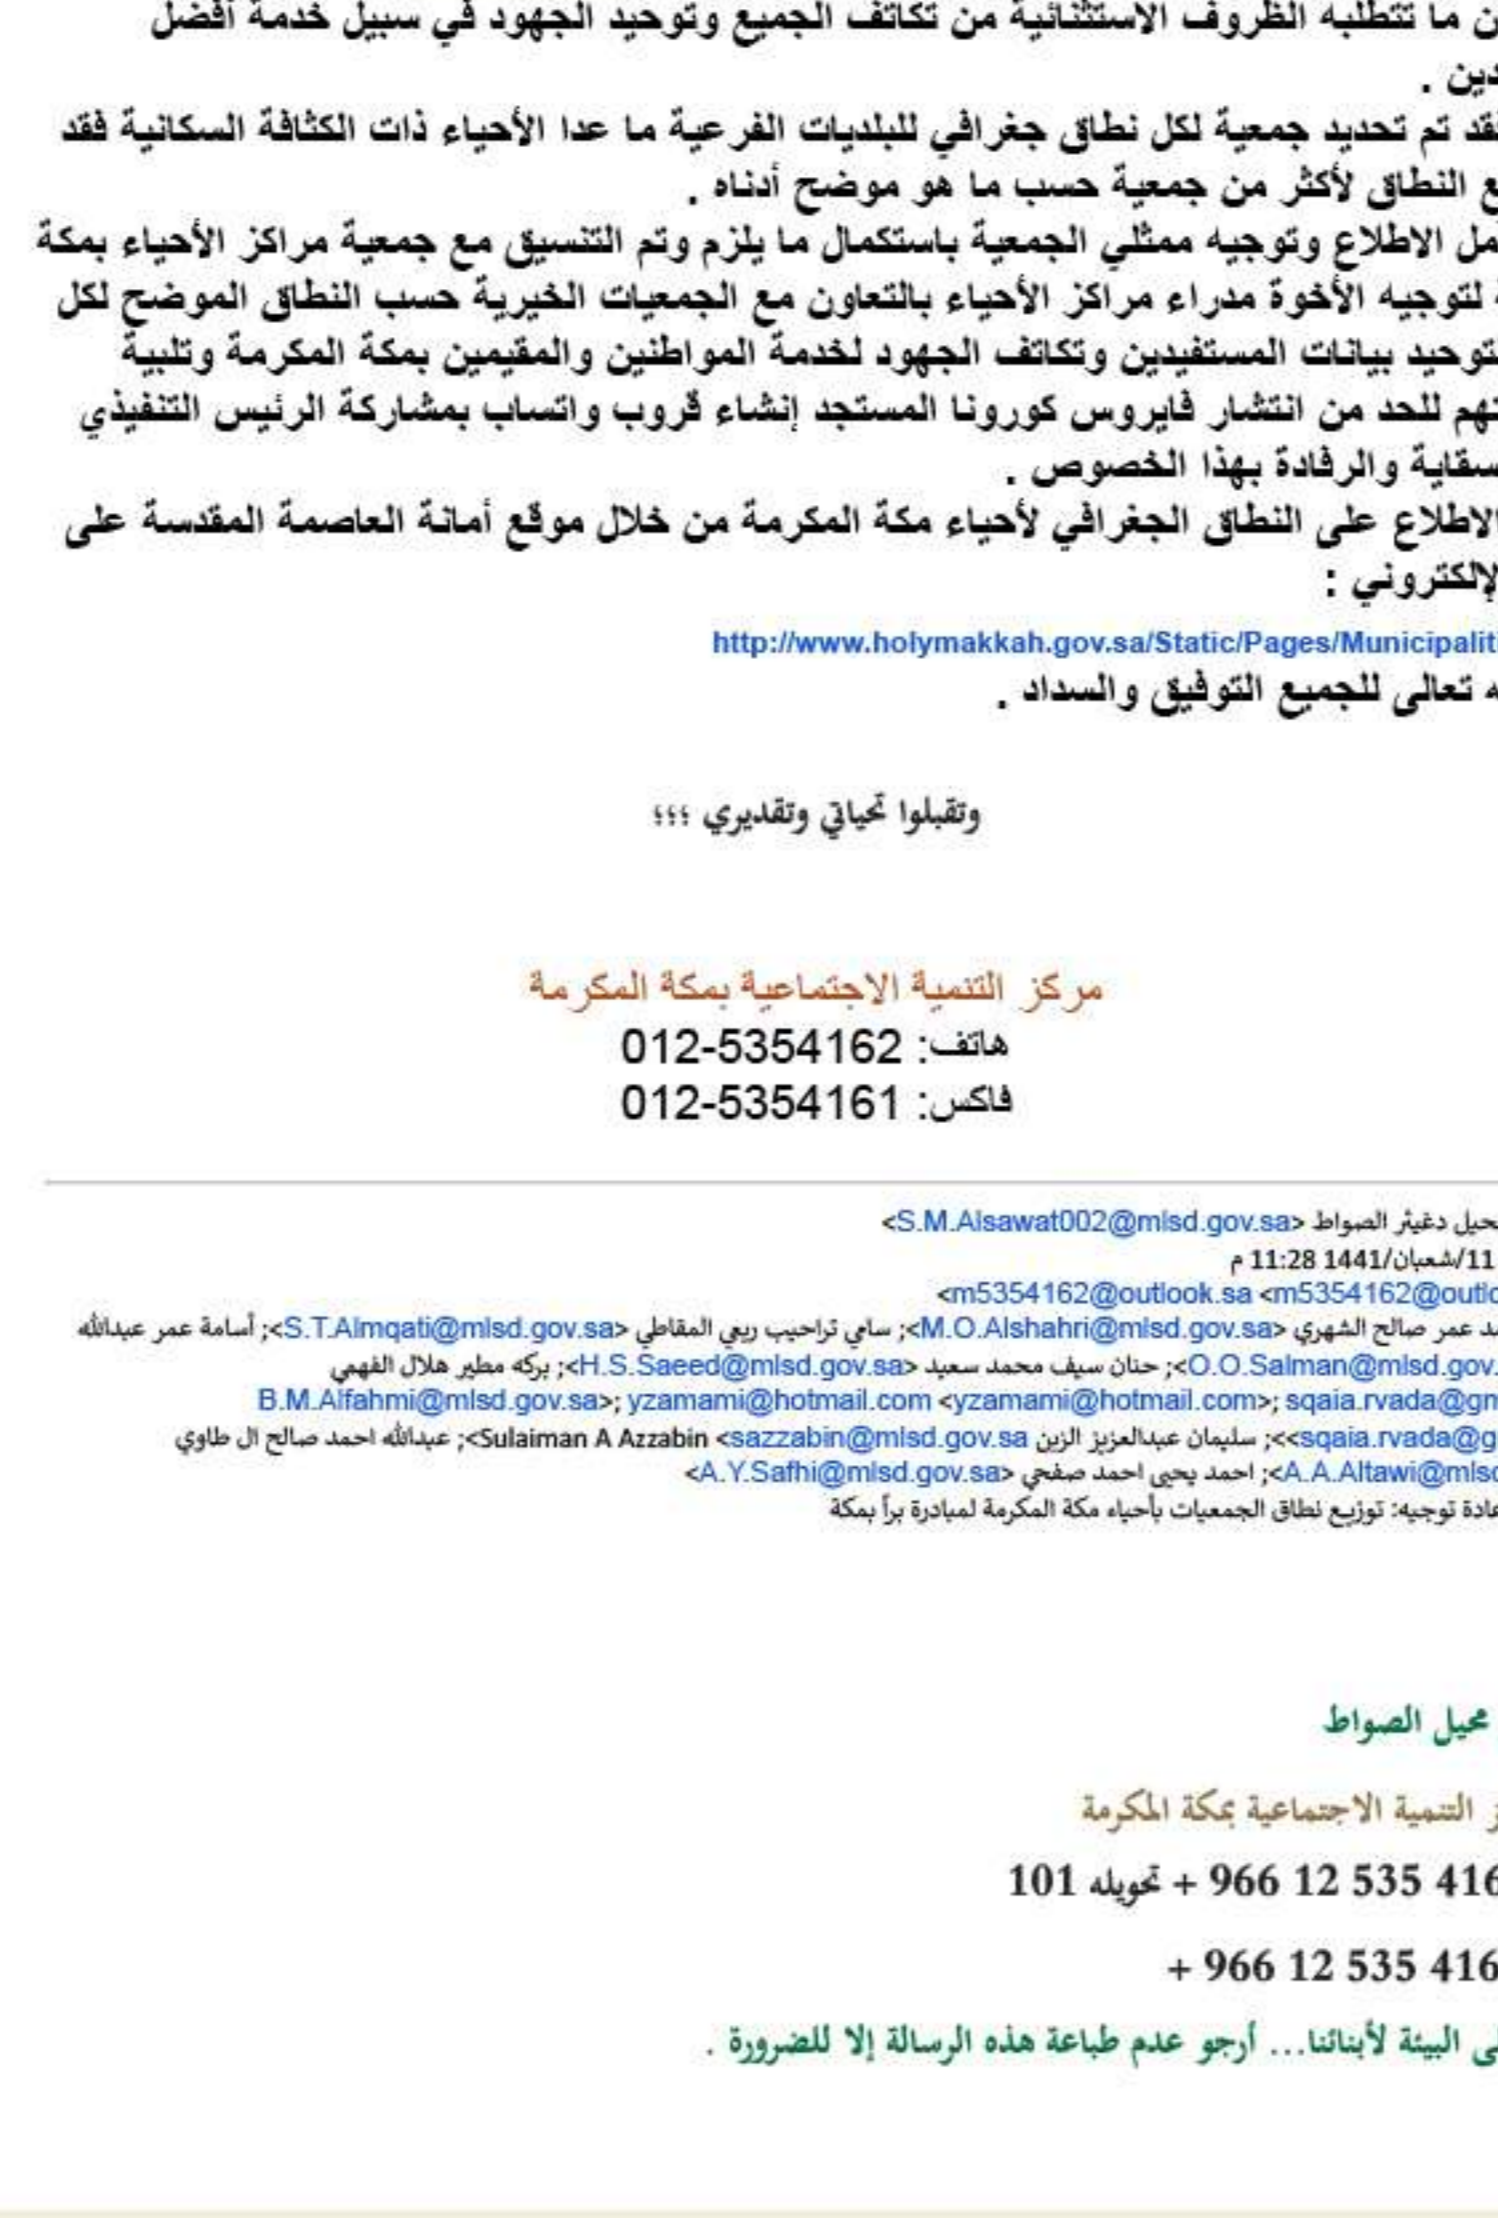 ن ما تتطلبه الظروف الاستثنائية من تكاتف الجميع وتوحيد الجهود في سبيل خدمة أفضل
دين .
قد تم تحديد جمعية لكل نطاق جغرافي للبلديات الفرعية ما عدا الأحياء ذات الكثافة السكانية فقد
ع النطاق لأكثر من جمعية حسب ما هو موضح أدناه .
مل الاطلاع وتوجيه ممثلي الجمعية باستكمال ما يلزم وتم التنسيق مع جمعية مراكز الأحياء بمكة
لتوجيه الأخوة مدراء مراكز الأحياء بالتعاون مع الجمعيات الخيرية حسب النطاق الموضح لكل
توحيد بيانات المستفيدين وتكاتف الجهود لخدمة المواطنين والمقيمين بمكة المكرمة وتلبية
تهم للحد من انتشار فايروس كورونا المستجد إنشاء قروب واتساب بمشاركة الرئيس التنفيذي
سقاية والرفادة بهذا الخصوص .
الاطلاع على النطاق الجغرافي لأحياء مكة المكرمة من خلال موقع أمانة العاصمة المقدسة على
لإلكتروني :
http://www.holymakkah.gov.sa/Static/Pages/Municipaliti
ه تعالى للجميع التوفيق والسداد .
وتقبلوا تحياتي وتقديري ؛؛؛
مركز التنمية الاجتماعية بمكة المكرمة
هاتف: 012-5354162
فاكس: 012-5354161
حيل دغيثر الصواط <S.M.Alsawat002@mlsd.gov.sa>
11/شعبان/1441 11:28 م
m5354162@outlook.sa <m5354162@outlo>
مد عمر صالح الشهري <M.O.Alshahri@mlsd.gov.sa>; سامي تراحيب ربعي المقاطي <S.T.Almqati@mlsd.gov.sa>; أسامة عمر عبدالله
O.O.Salman@mlsd.gov.>; حنان سيف محمد سعيد <H.S.Saeed@mlsd.gov.sa>; بركه مطير هلال الفهمي
B.M.Alfahmi@mlsd.gov.sa>; yzamami@hotmail.com <yzamami@hotmail.com>; sqaia.rvada@gm
sqaia.rvada@g>>; سليمان عبدالعزيز الزبن Sulaiman A Azzabin <sazzabin@mlsd.gov.sa>; عبدالله احمد صالح ال طاوي
A.A.Altawi@mlsd>; احمد يحيى احمد صفحي <A.Y.Safhi@mlsd.gov.sa>
عادة توجيه: توزيع نطاق الجمعيات بأحياء مكة المكرمة لمبادرة براً بمكة
محيل الصواط
ز التنمية الاجتماعية بمكة المكرمة
966 12 535 416 + تحويله 101
+ 966 12 535 416
ى البيئة لأبنائنا... أرجو عدم طباعة هذه الرسالة إلا للضرورة .